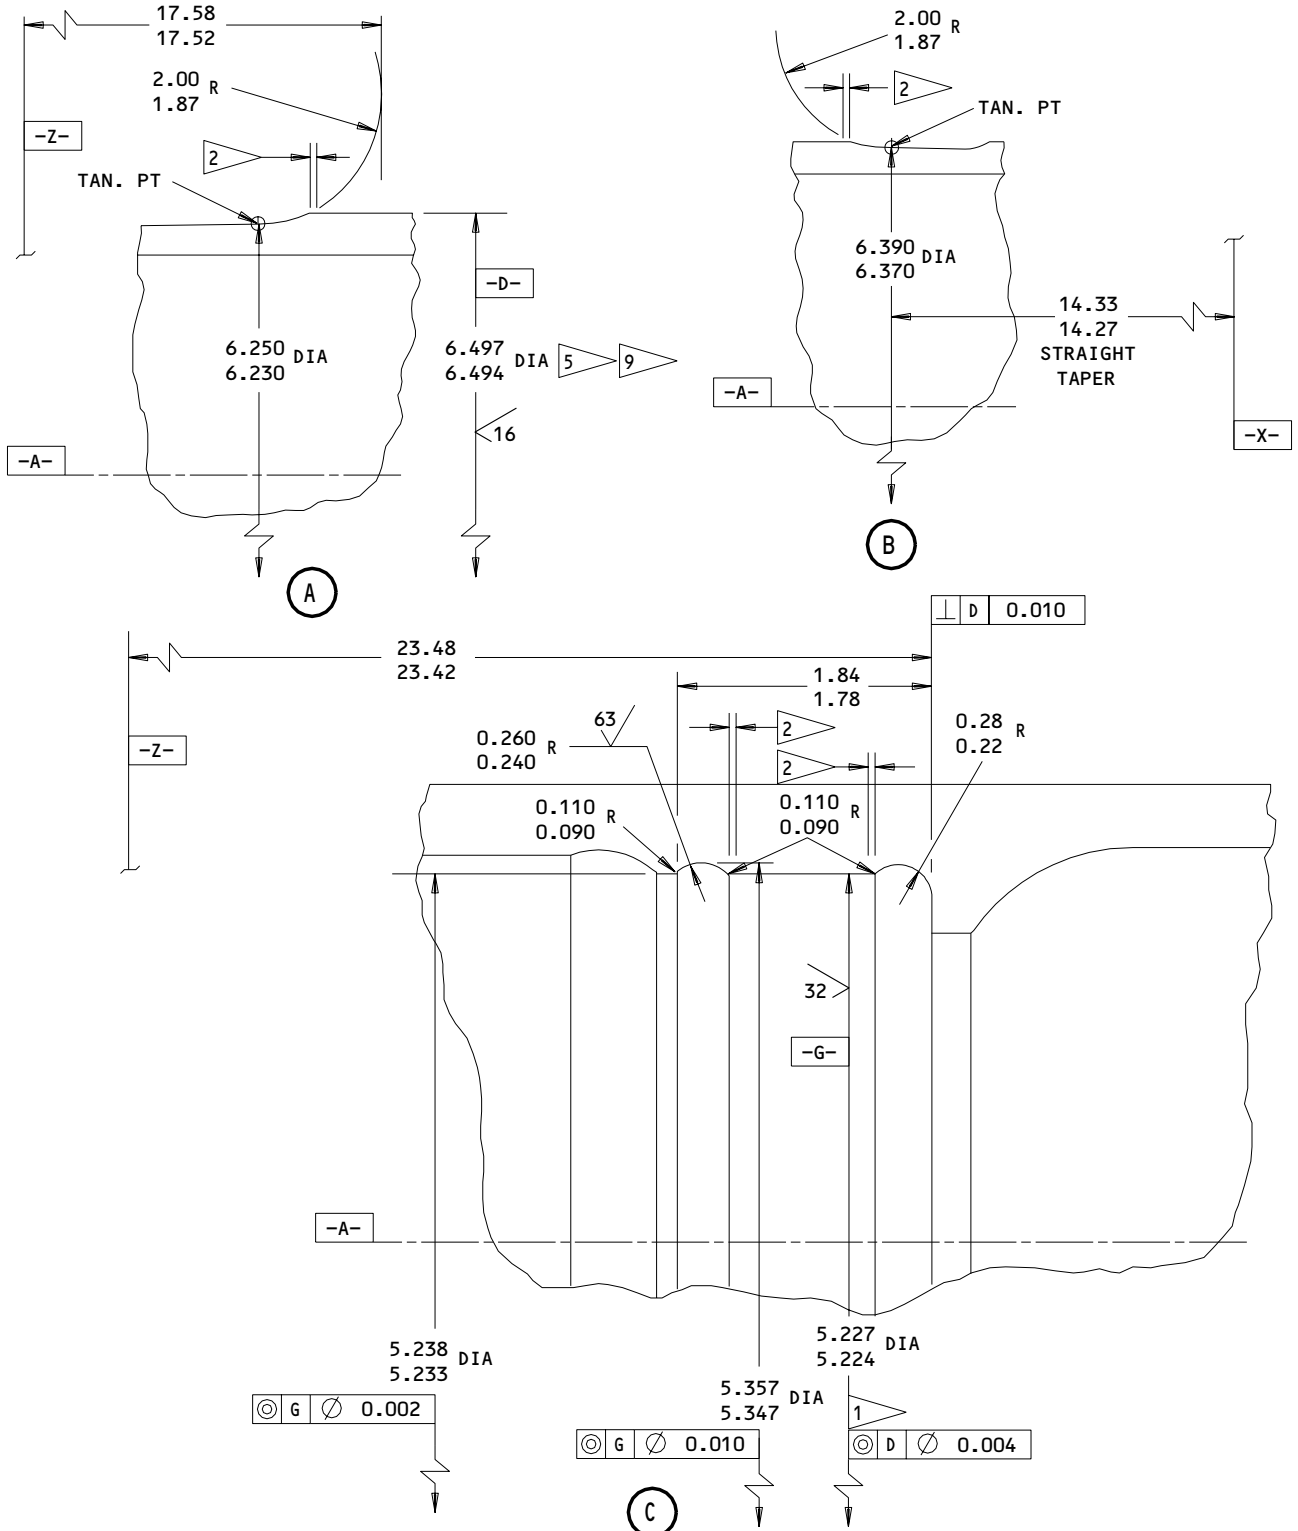 17.58
17.52
2.00 R
1.87
-Z-
2
TAN. PT
-D-
6.250 DIA
6.230
6.497 DIA 5 9
6.494
16
-A-
A
2.00 R
1.87
2
TAN. PT
6.390 DIA
6.370
14.33
14.27
STRAIGHT
TAPER
-A-
-X-
B
⊥ D 0.010
23.48
23.42
1.84
1.78
-Z-
63
0.260 R
0.240
2
2
0.28 R
0.22
0.110 R
0.090
0.110 R
0.090
32
-G-
-A-
5.238 DIA
5.233
5.227 DIA
5.224
5.357 DIA
5.347
1
◎ G ∅ 0.002
◎ G ∅ 0.010
◎ D ∅ 0.004
C